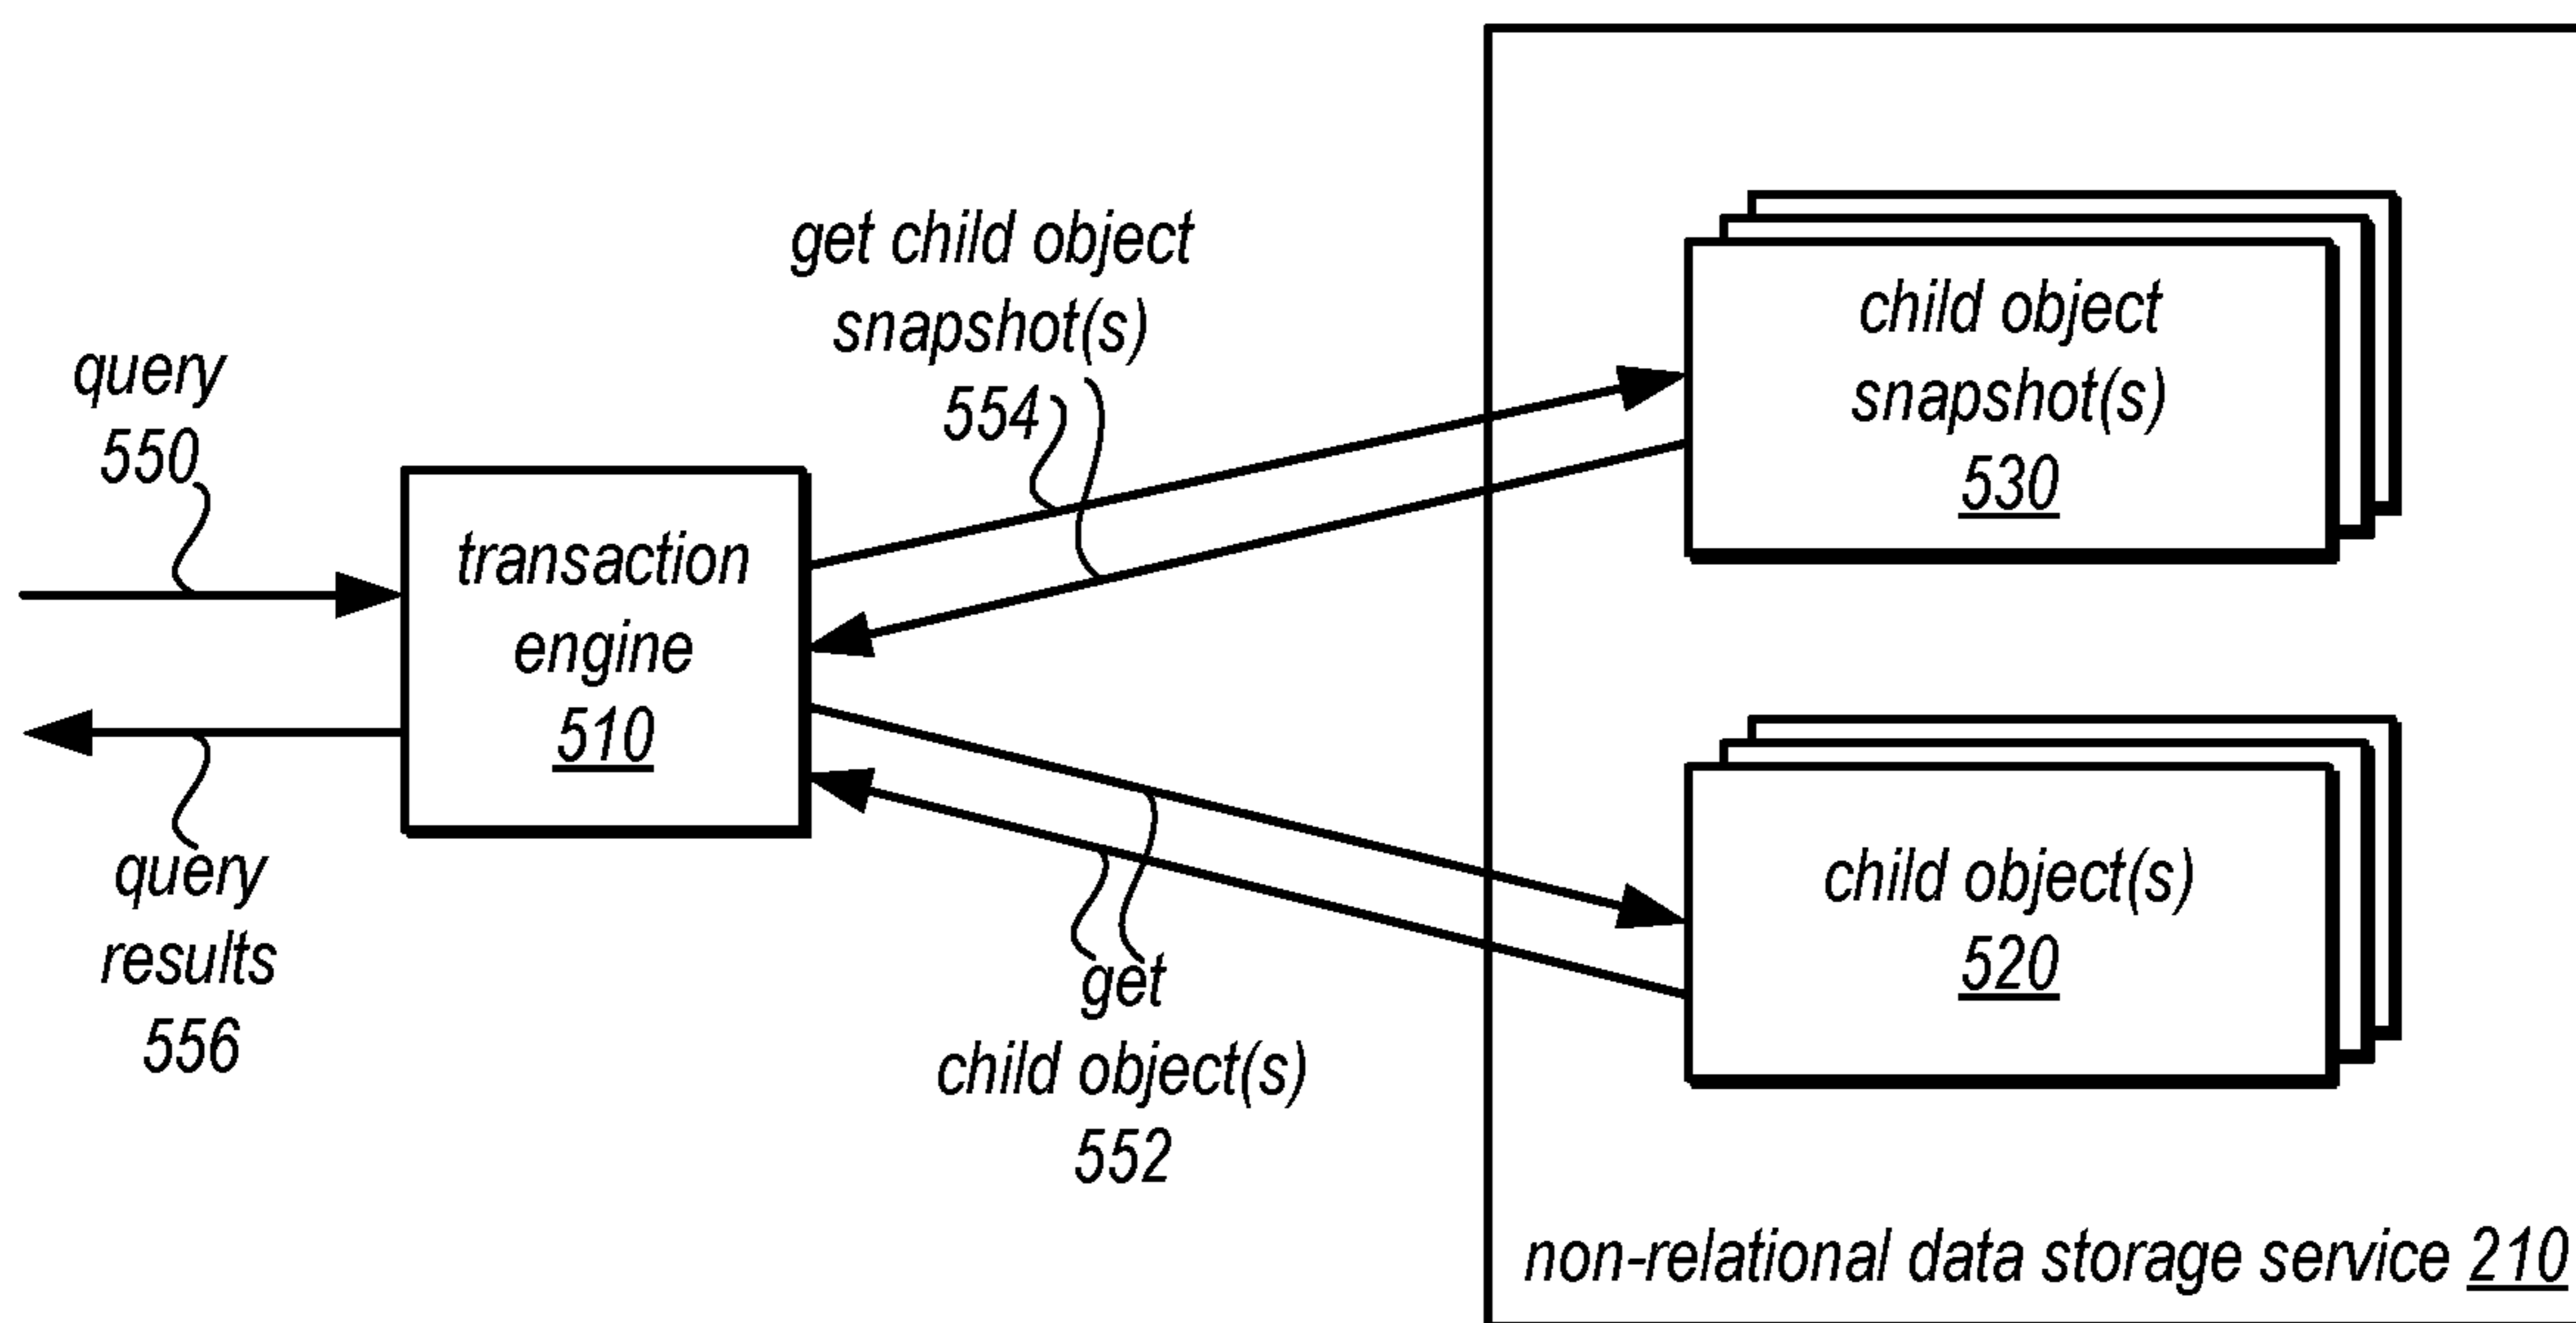 query
550
transaction
engine
510
query
results
556
get child object
snapshot(s)
554
get
child object(s)
552
child object
snapshot(s)
530
child object(s)
520
non-relational data storage service 210